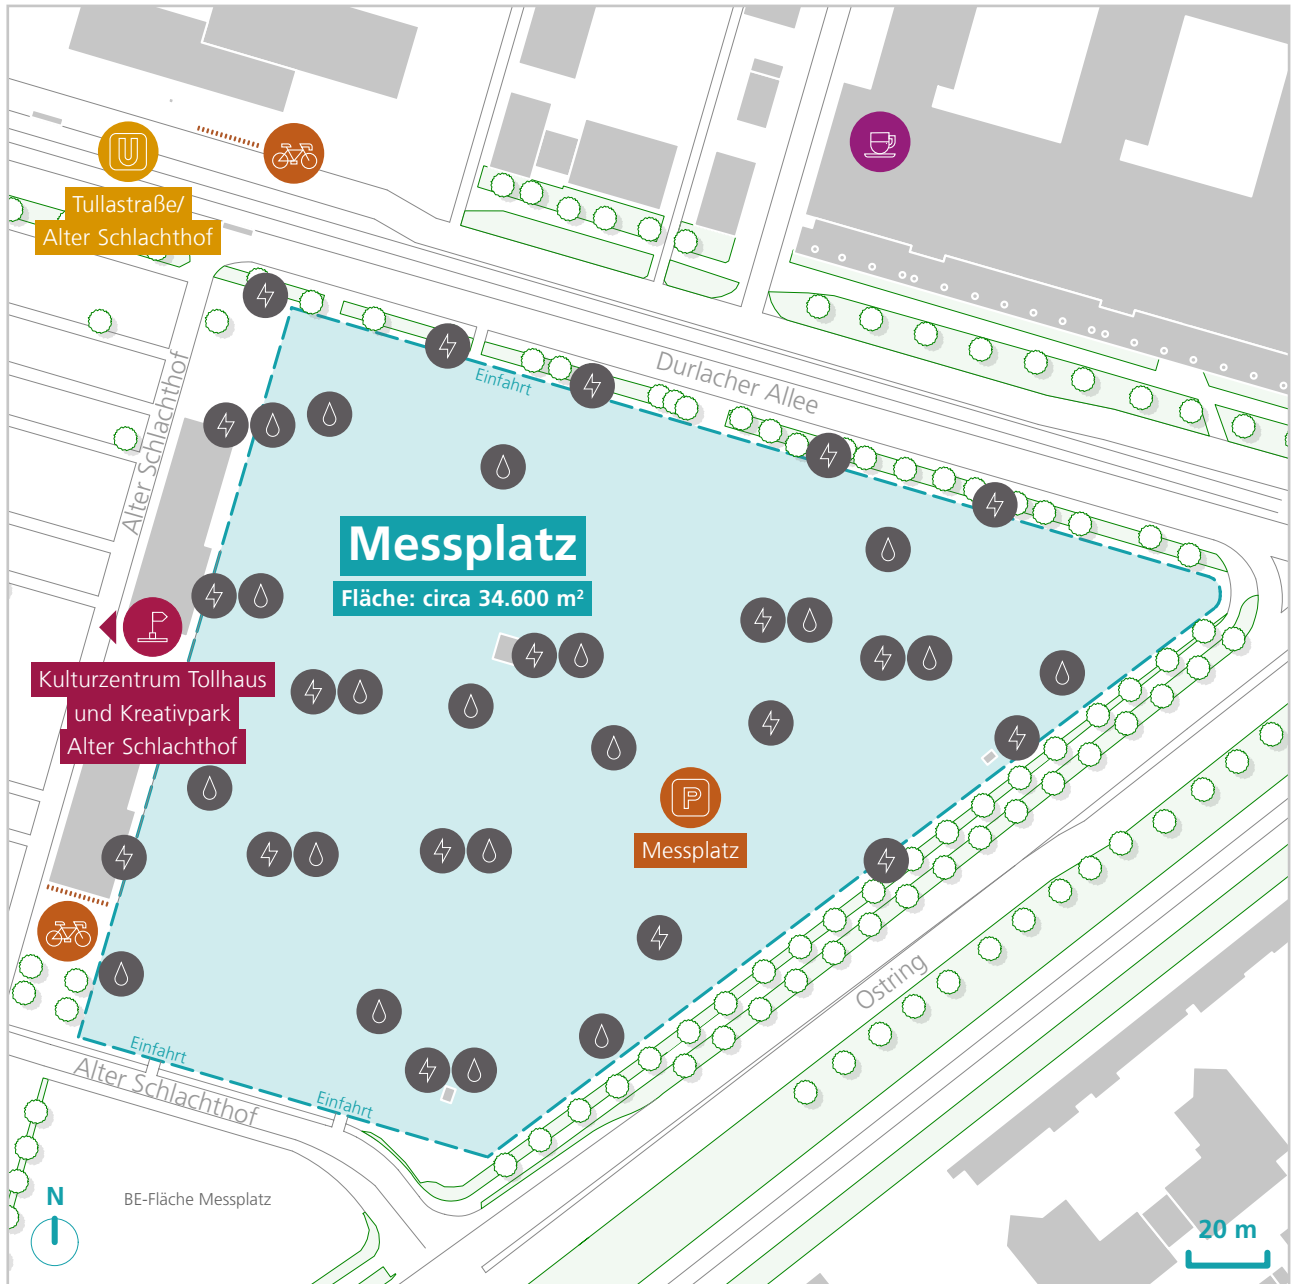 U
Tullastraße/
Alter Schlachthof
Durlacher Allee
Einfahrt
Alter Schlachthof
Messplatz
Fläche: circa 34.600 m²
Kulturzentrum Tollhaus
und Kreativpark
Alter Schlachthof
P
Messplatz
Ostring
Einfahrt
Alter Schlachthof
Einfahrt
BE-Fläche Messplatz
N
20 m